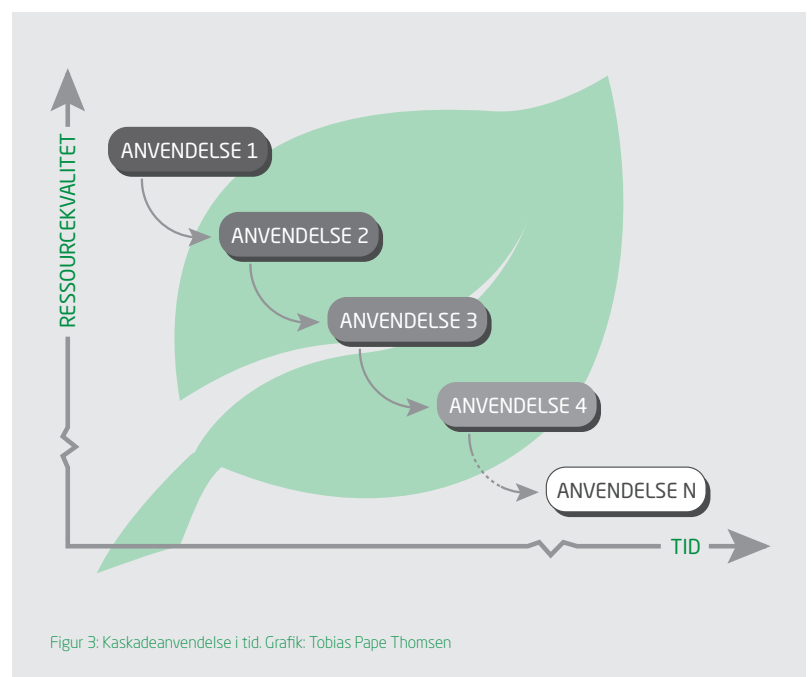 RESSOURCEKVALITET
ANVENDELSE 1
ANVENDELSE 2
ANVENDELSE 3
ANVENDELSE 4
ANVENDELSE N
TID
Figur 3: Kaskadeanvendelse i tid. Grafik: Tobias Pape Thomsen